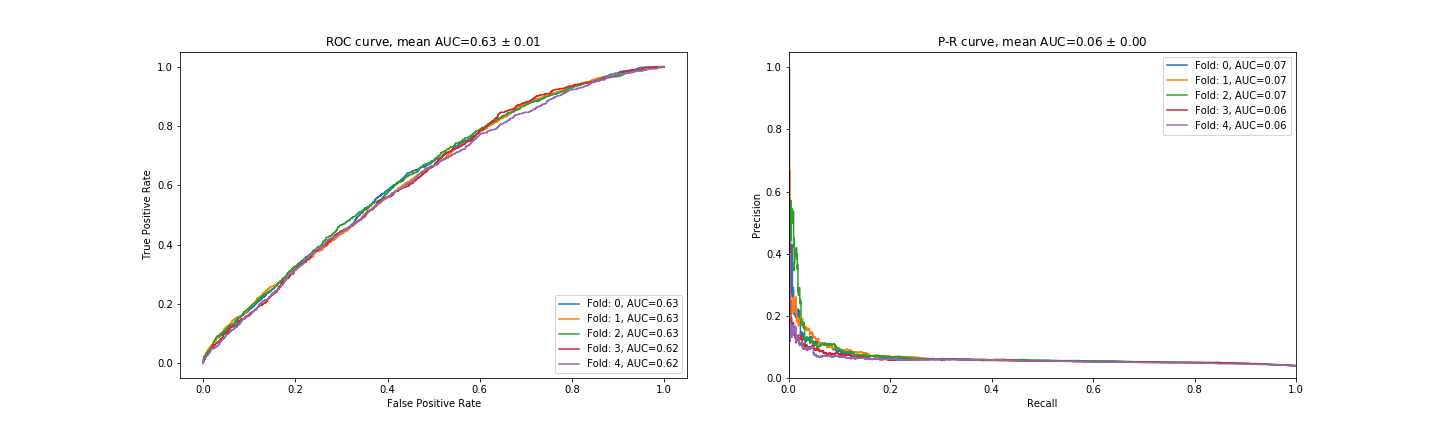 ROC curve, mean AUC=0.63 ± 0.01
True Positive Rate
1.0
0.8
0.6
0.4
0.2
0.0
Fold: 0, AUC=0.63
Fold: 1, AUC=0.63
Fold: 2, AUC=0.63
Fold: 3, AUC=0.62
Fold: 4, AUC=0.62
0.0 0.2 0.4 0.6 0.8 1.0
False Positive Rate
P-R curve, mean AUC=0.06 ± 0.00
Precision
1.0
0.8
0.6
0.4
0.2
0.0
Fold: 0, AUC=0.07
Fold: 1, AUC=0.07
Fold: 2, AUC=0.07
Fold: 3, AUC=0.06
Fold: 4, AUC=0.06
0.0 0.2 0.4 0.6 0.8 1.0
Recall